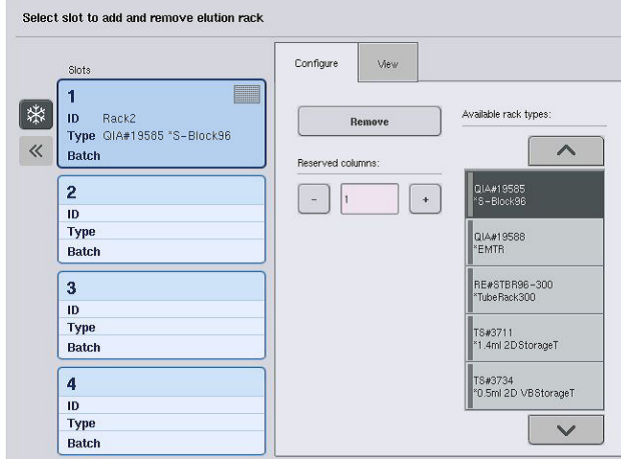 Select slot to add and remove elution rack
Slots
1
ID Rack2
Type QIA#19585 *S-Block96
Batch
2
ID
Type
Batch
3
ID
Type
Batch
4
ID
Type
Batch
Configure View
Remove
Reserved columns:
- 1 +
Available rack types:
QIA#19585
*S-Block96
QIA#19588
*EMTR
RE#STBR96-300
*TubeRack300
TS#3711
*1.4ml 2DStorageT
TS#3734
*0.5ml 2D VBStorageT